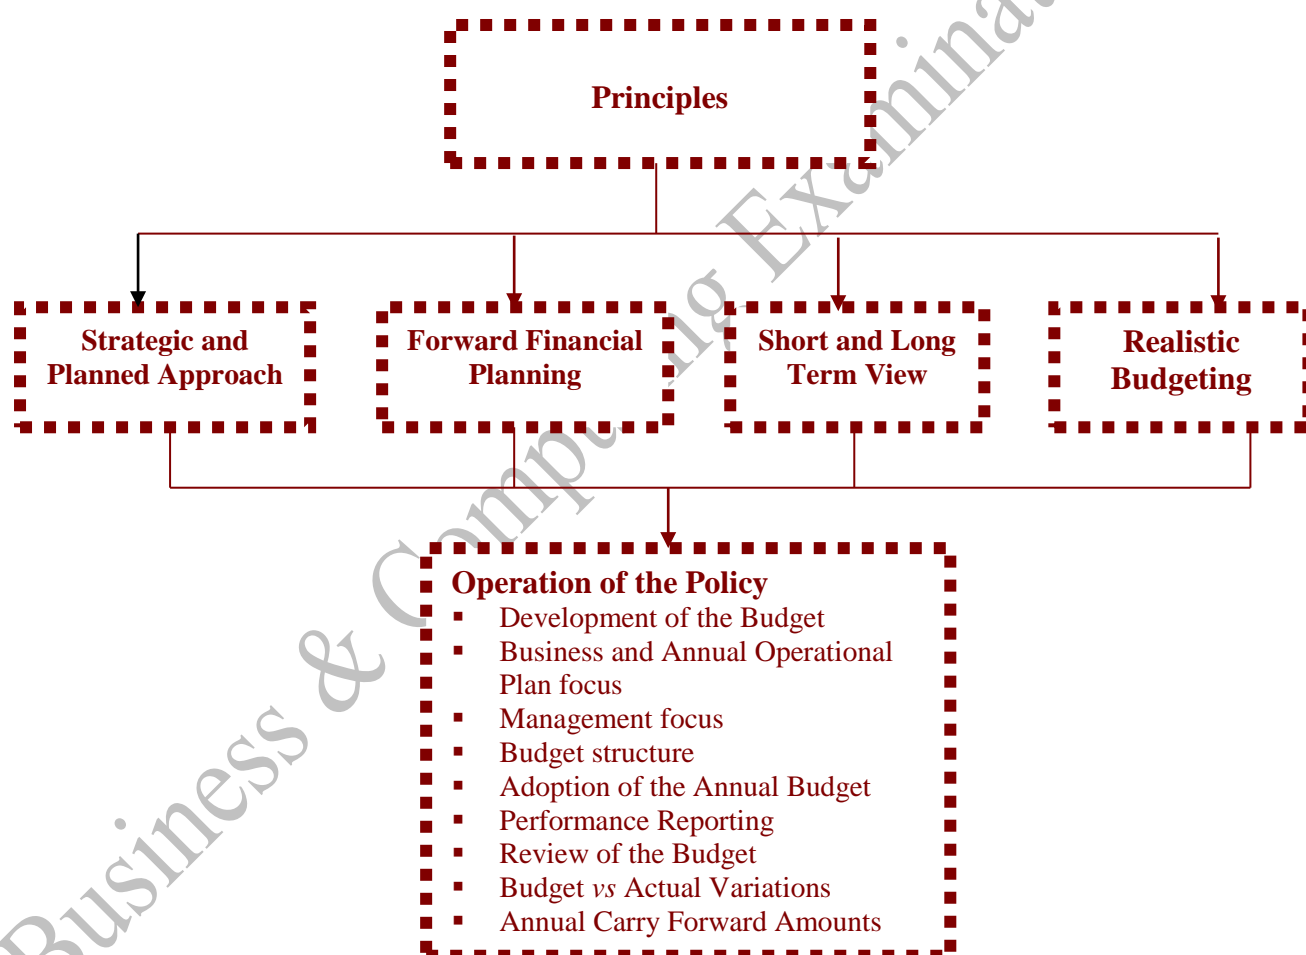 Principles
Strategic and
Planned Approach
Forward Financial
Planning
Short and Long
Term View
Realistic
Budgeting
Operation of the Policy
▪ Development of the Budget
▪ Business and Annual Operational
Plan focus
▪ Management focus
▪ Budget structure
▪ Adoption of the Annual Budget
▪ Performance Reporting
▪ Review of the Budget
▪ Budget vs Actual Variations
▪ Annual Carry Forward Amounts
Business &